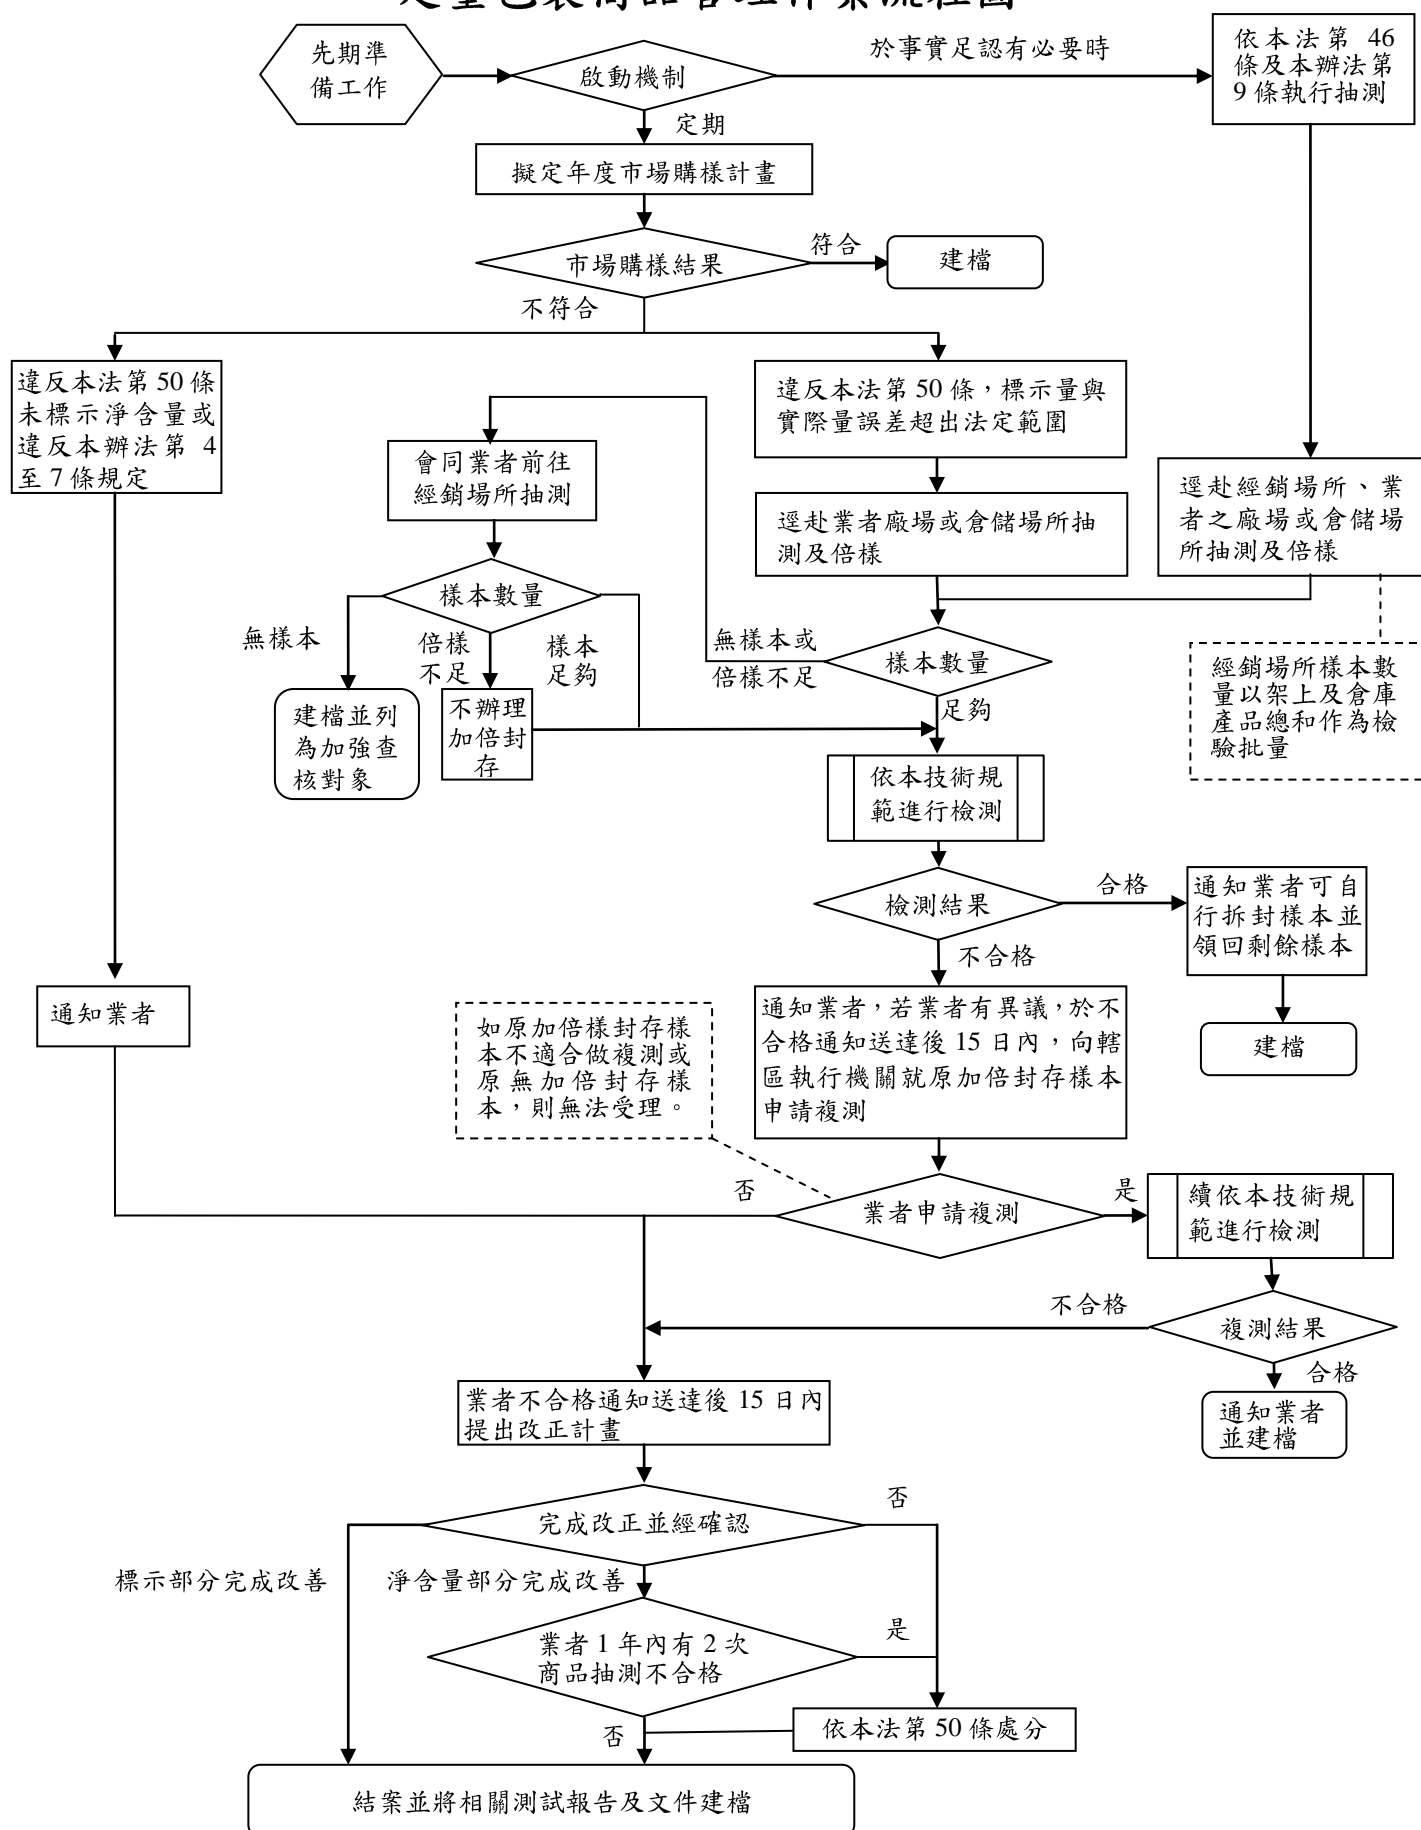 定量包裝商品管理作業流程圖
先期準
備工作
啟動機制
於事實足認有必要時
依本法第 46
條及本辦法第
9 條執行抽測
定期
擬定年度市場購樣計畫
市場購樣結果
符合
建檔
不符合
違反本法第 50 條
未標示淨含量或
違反本辦法第 4
至 7 條規定
違反本法第 50 條，標示量與
實際量誤差超出法定範圍
會同業者前往
經銷場所抽測
逕赴業者廠場或倉儲場所抽
測及倍樣
逕赴經銷場所、業
者之廠場或倉儲場
所抽測及倍樣
樣本數量
無樣本
倍樣
不足
樣本
足夠
無樣本或
倍樣不足
樣本數量
足夠
經銷場所樣本數
量以架上及倉庫
產品總和作為檢
驗批量
建檔並列
為加強查
核對象
不辦理
加倍封
存
依本技術規
範進行檢測
檢測結果
合格
通知業者可自
行拆封樣本並
領回剩餘樣本
不合格
建檔
通知業者
如原加倍樣封存樣
本不適合做複測或
原無加倍封存樣
本，則無法受理。
通知業者，若業者有異議，於不
合格通知送達後 15 日內，向轄
區執行機關就原加倍封存樣本
申請複測
否
業者申請複測
是
續依本技術規
範進行檢測
不合格
複測結果
合格
通知業者
並建檔
業者不合格通知送達後 15 日內
提出改正計畫
完成改正並經確認
否
標示部分完成改善
淨含量部分完成改善
業者 1 年內有 2 次
商品抽測不合格
是
否
依本法第 50 條處分
結案並將相關測試報告及文件建檔